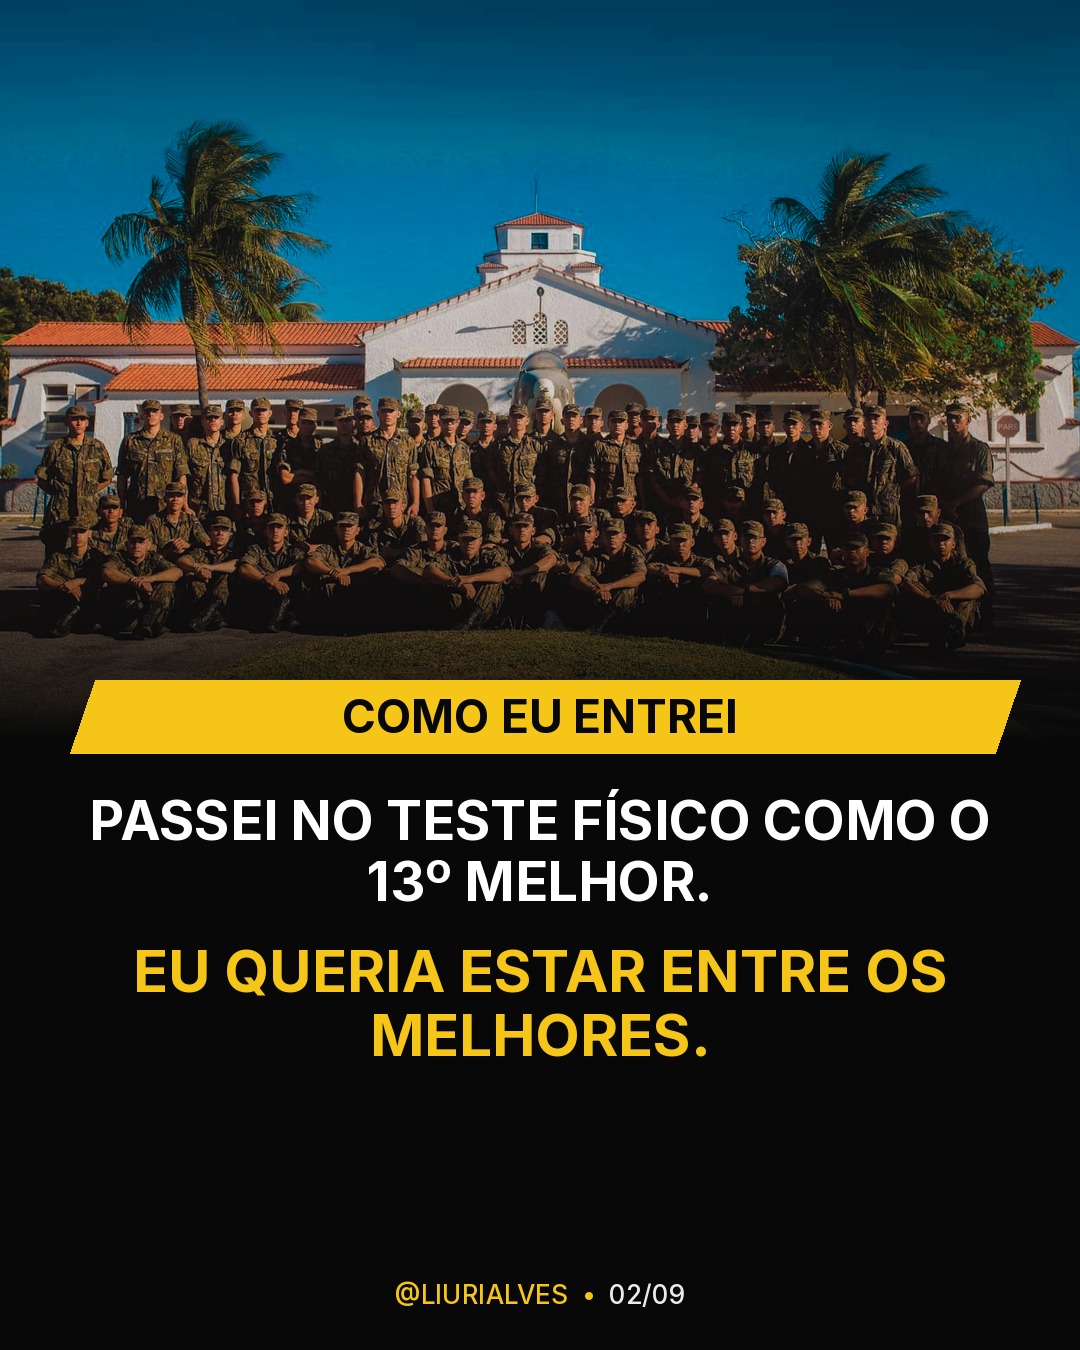 PARE
COMO EU ENTREI
PASSEI NO TESTE FÍSICO COMO O
13º MELHOR.
EU QUERIA ESTAR ENTRE OS
MELHORES.
@LIURIALVES • 02/09